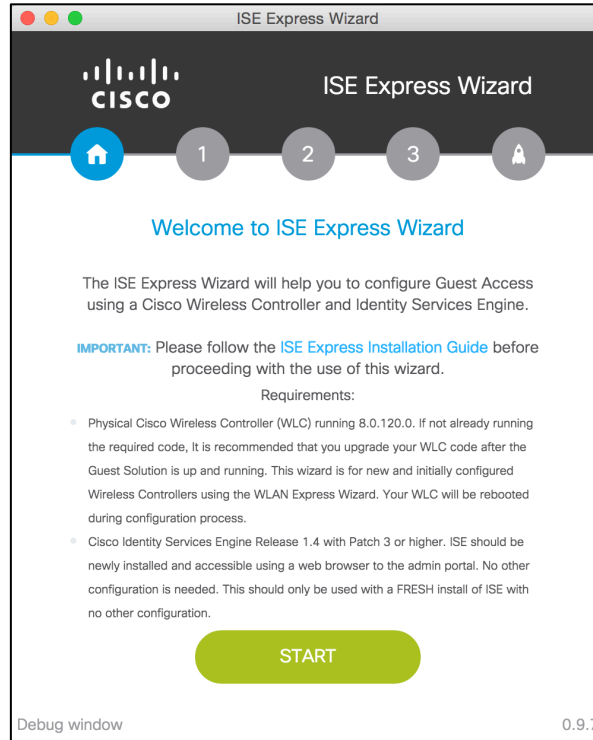 ISE Express Wizard
CISCO
ISE Express Wizard
1
2
3
Welcome to ISE Express Wizard
The ISE Express Wizard will help you to configure Guest Access
using a Cisco Wireless Controller and Identity Services Engine.
IMPORTANT: Please follow the ISE Express Installation Guide before
proceeding with the use of this wizard.
Requirements:
Physical Cisco Wireless Controller (WLC) running 8.0.120.0. If not already running
the required code, It is recommended that you upgrade your WLC code after the
Guest Solution is up and running. This wizard is for new and initially configured
Wireless Controllers using the WLAN Express Wizard. Your WLC will be rebooted
during configuration process.
Cisco Identity Services Engine Release 1.4 with Patch 3 or higher. ISE should be
newly installed and accessible using a web browser to the admin portal. No other
configuration is needed. This should only be used with a FRESH install of ISE with
no other configuration.
START
Debug window
0.9.7